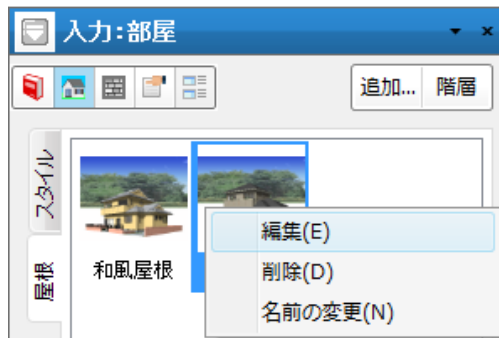 入力:部屋
追加...
階層
スタイル
屋根
和風屋根
編集(E)
削除(D)
名前の変更(N)